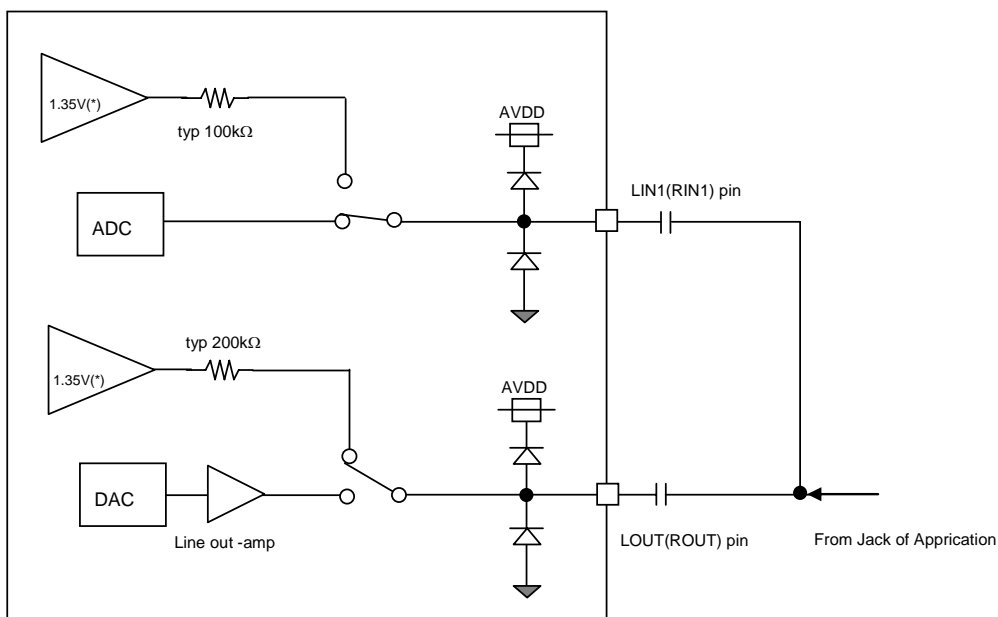 1.35V(*)
typ 100kΩ
AVDD
LIN1(RIN1) pin
ADC
typ 200kΩ
1.35V(*)
AVDD
DAC
Line out -amp
LOUT(ROUT) pin
From Jack of Apprication